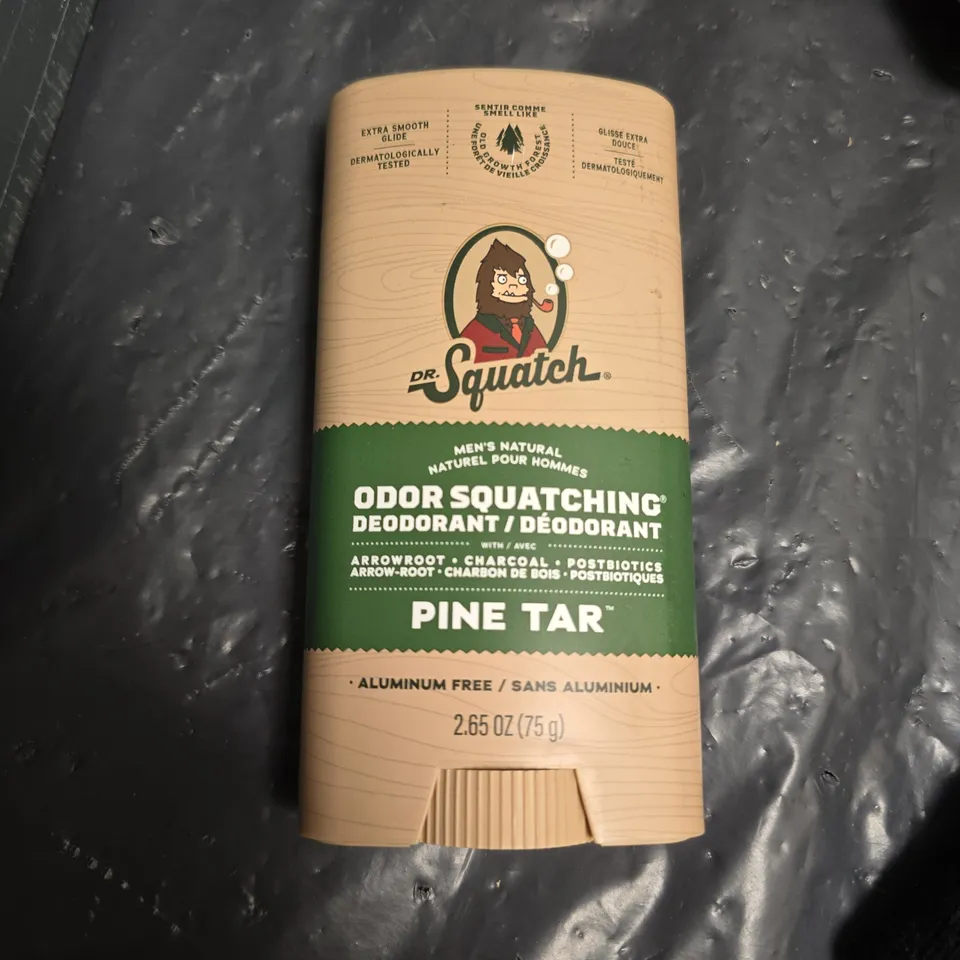 EXTRA SMOOTH
GLIDE
DERMATOLOGICALLY
TESTED
SENTIR COMME
SMELL LIKE
OLD GROWTH FOREST
UNE FORÊT DE VIEILLE CROISSANCE
GLISSE EXTRA
DOUCE
TESTÉ
DERMATOLOGIQUEMENT
DR. Squatch®
MEN'S NATURAL
NATUREL POUR HOMMES
ODOR SQUATCHING®
DEODORANT / DÉODORANT
WITH / AVEC
ARROWROOT • CHARCOAL • POSTBIOTICS
ARROW-ROOT • CHARBON DE BOIS • POSTBIOTIQUES
PINE TAR™
· ALUMINUM FREE / SANS ALUMINIUM ·
2.65 OZ (75 g)